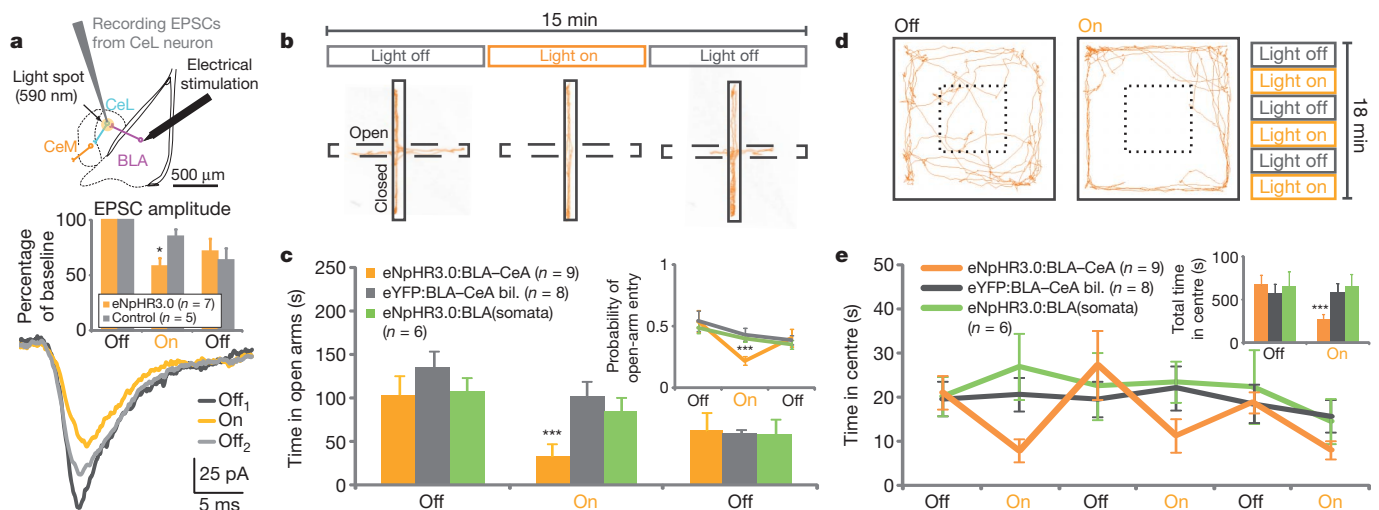 a
Recording EPSCs
from CeL neuron
Light spot
(590 nm)
Electrical
stimulation
CeL
CeM
BLA
500 μm
EPSC amplitude
Percentage
of baseline
100
50
0
*
eNpHR3.0 (n = 7)
Control (n = 5)
Off
On
Off
Off1
On
Off2
25 pA
5 ms
b
15 min
Light off
Light on
Light off
Open
Closed
c
Time in open arms (s)
250
200
150
100
50
0
eNpHR3.0:BLA–CeA (n = 9)
eYFP:BLA–CeA bil. (n = 8)
eNpHR3.0:BLA(somata)
(n = 6)
***
Off
On
Off
Probability of
open-arm entry
1
0.5
0
***
Off
On
Off
d
Off
On
Light off
Light on
Light off
Light on
Light off
Light on
18 min
e
Time in centre (s)
50
40
30
20
10
0
eNpHR3.0:BLA–CeA (n = 9)
eYFP:BLA–CeA bil. (n = 8)
eNpHR3.0:BLA(somata)
(n = 6)
Off
On
Off
On
Off
On
Total time
in centre (s)
1,000
500
0
***
Off
On